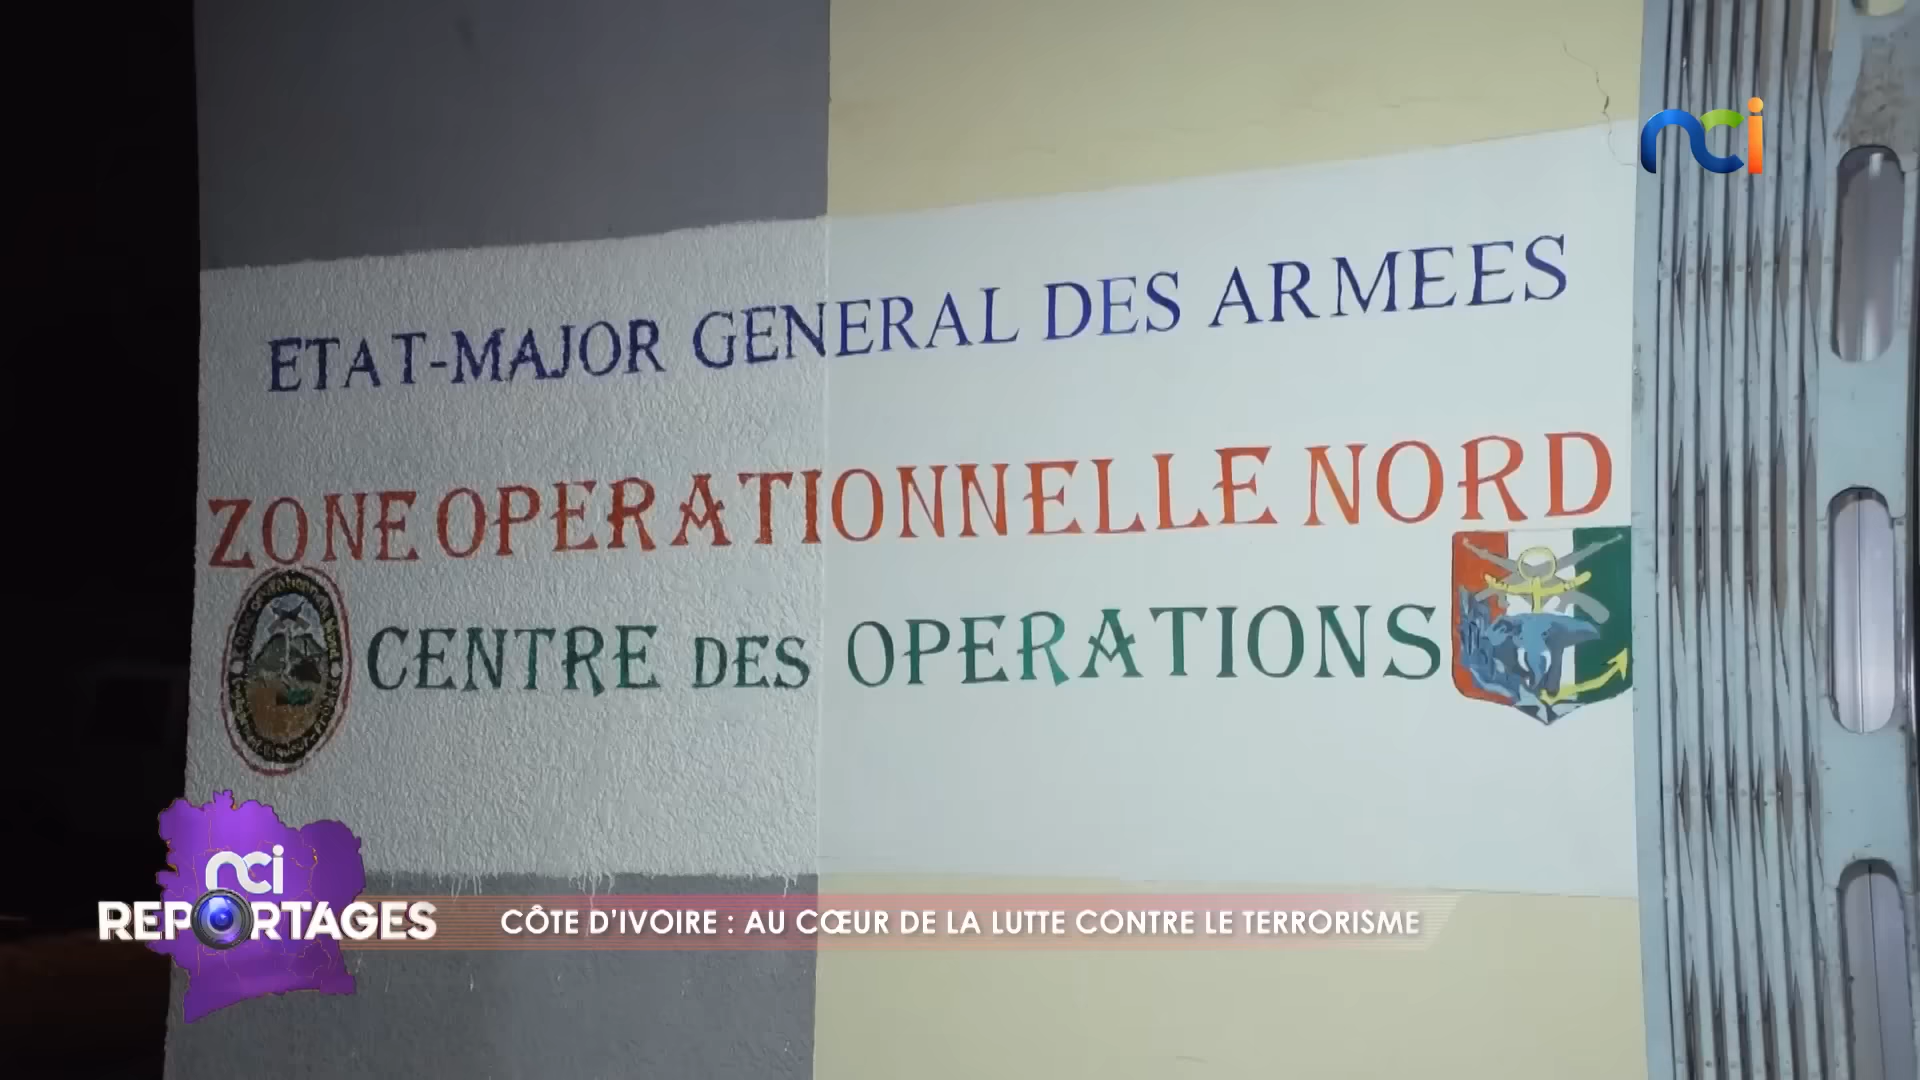 nci
ETAT-MAJOR GENERAL DES ARMEES
ZONE OPERATIONNELLE NORD
CENTRE DES OPERATIONS
nci
REPORTAGES
CÔTE D'IVOIRE : AU CŒUR DE LA LUTTE CONTRE LE TERRORISME